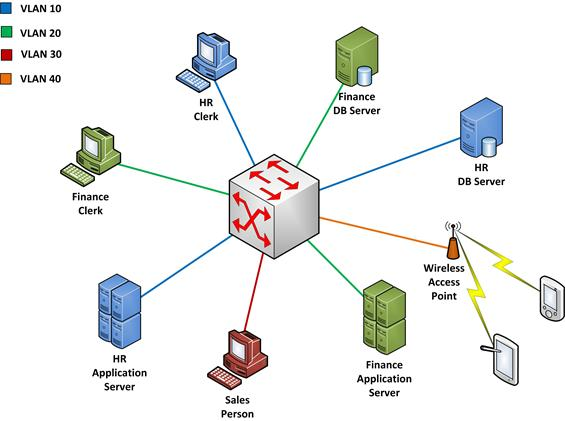 VLAN 10
VLAN 20
VLAN 30
VLAN 40
HR
Clerk
Finance
DB Server
HR
DB Server
Finance
Clerk
Wireless
Access
Point
HR
Application
Server
Sales
Person
Finance
Application
Server